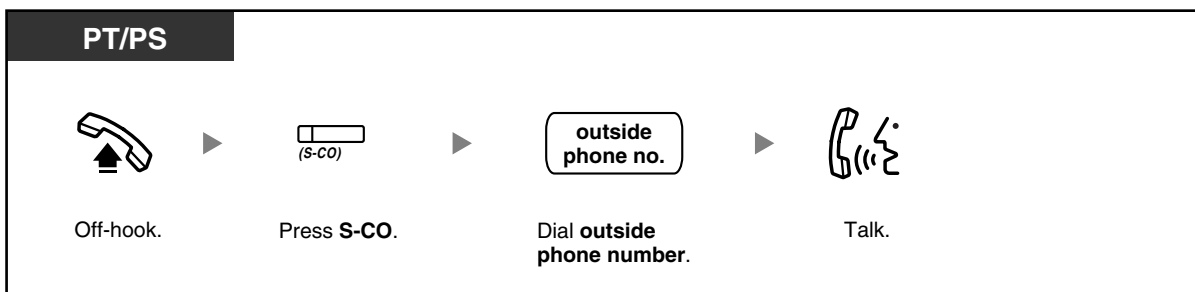 PT/PS
(S-CO)
outside
phone no.
Off-hook.
Press S-CO.
Dial outside
phone number.
Talk.